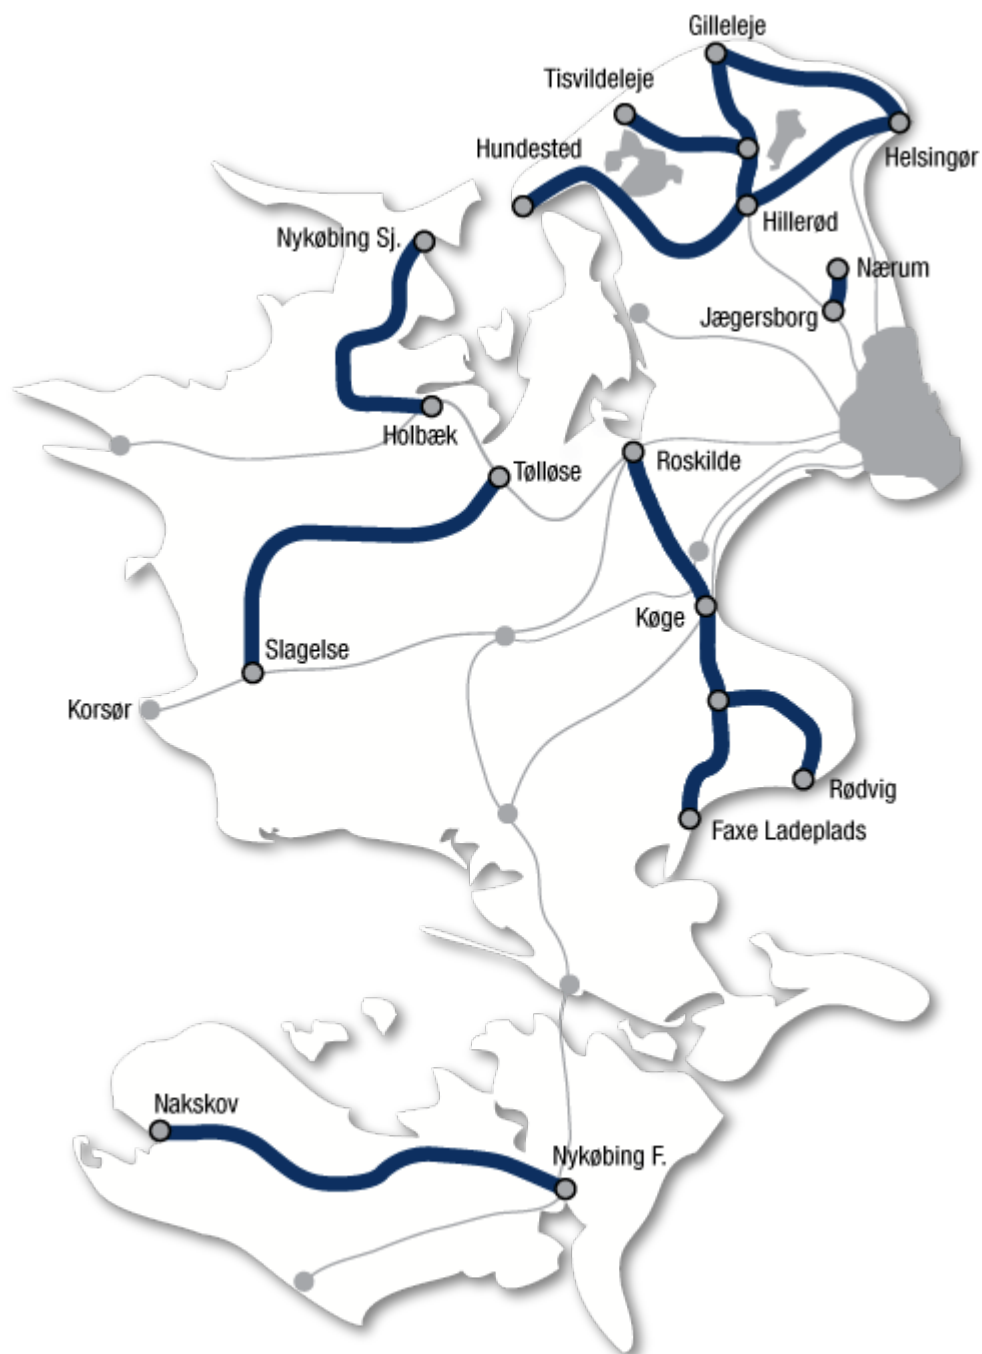 Gilleleje
Tisvildeleje
Hundested
Helsingør
Hillerød
Nykøbing Sj.
Nærum
Jægersborg
Holbæk
Roskilde
Tølløse
Køge
Slagelse
Korsør
Rødvig
Faxe Ladeplads
Nakskov
Nykøbing F.